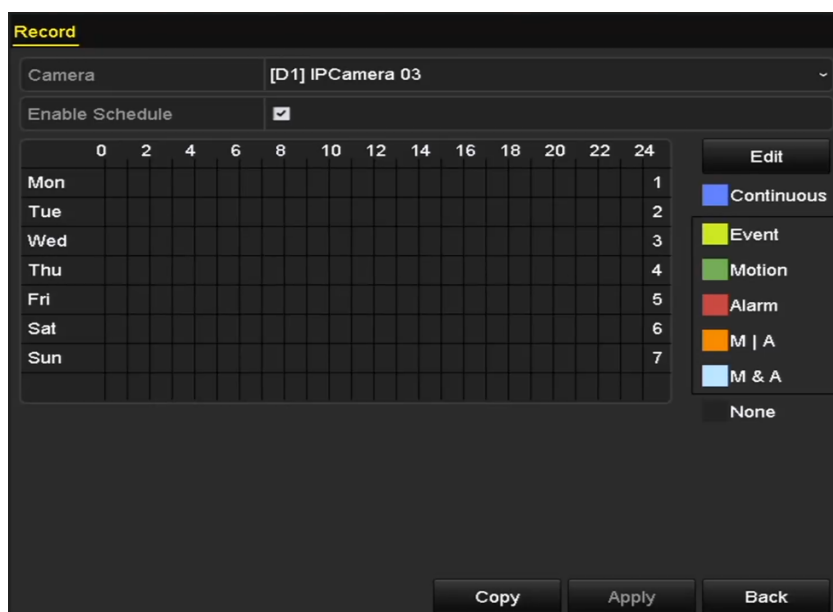 Record
Camera [D1] IPCamera 03
Enable Schedule
0 2 4 6 8 10 12 14 16 18 20 22 24
Edit
Mon 1
Continuous
Tue 2
Wed 3
Event
Thu 4
Motion
Fri 5
Alarm
Sat 6
M | A
Sun 7
M & A
None
Copy Apply Back